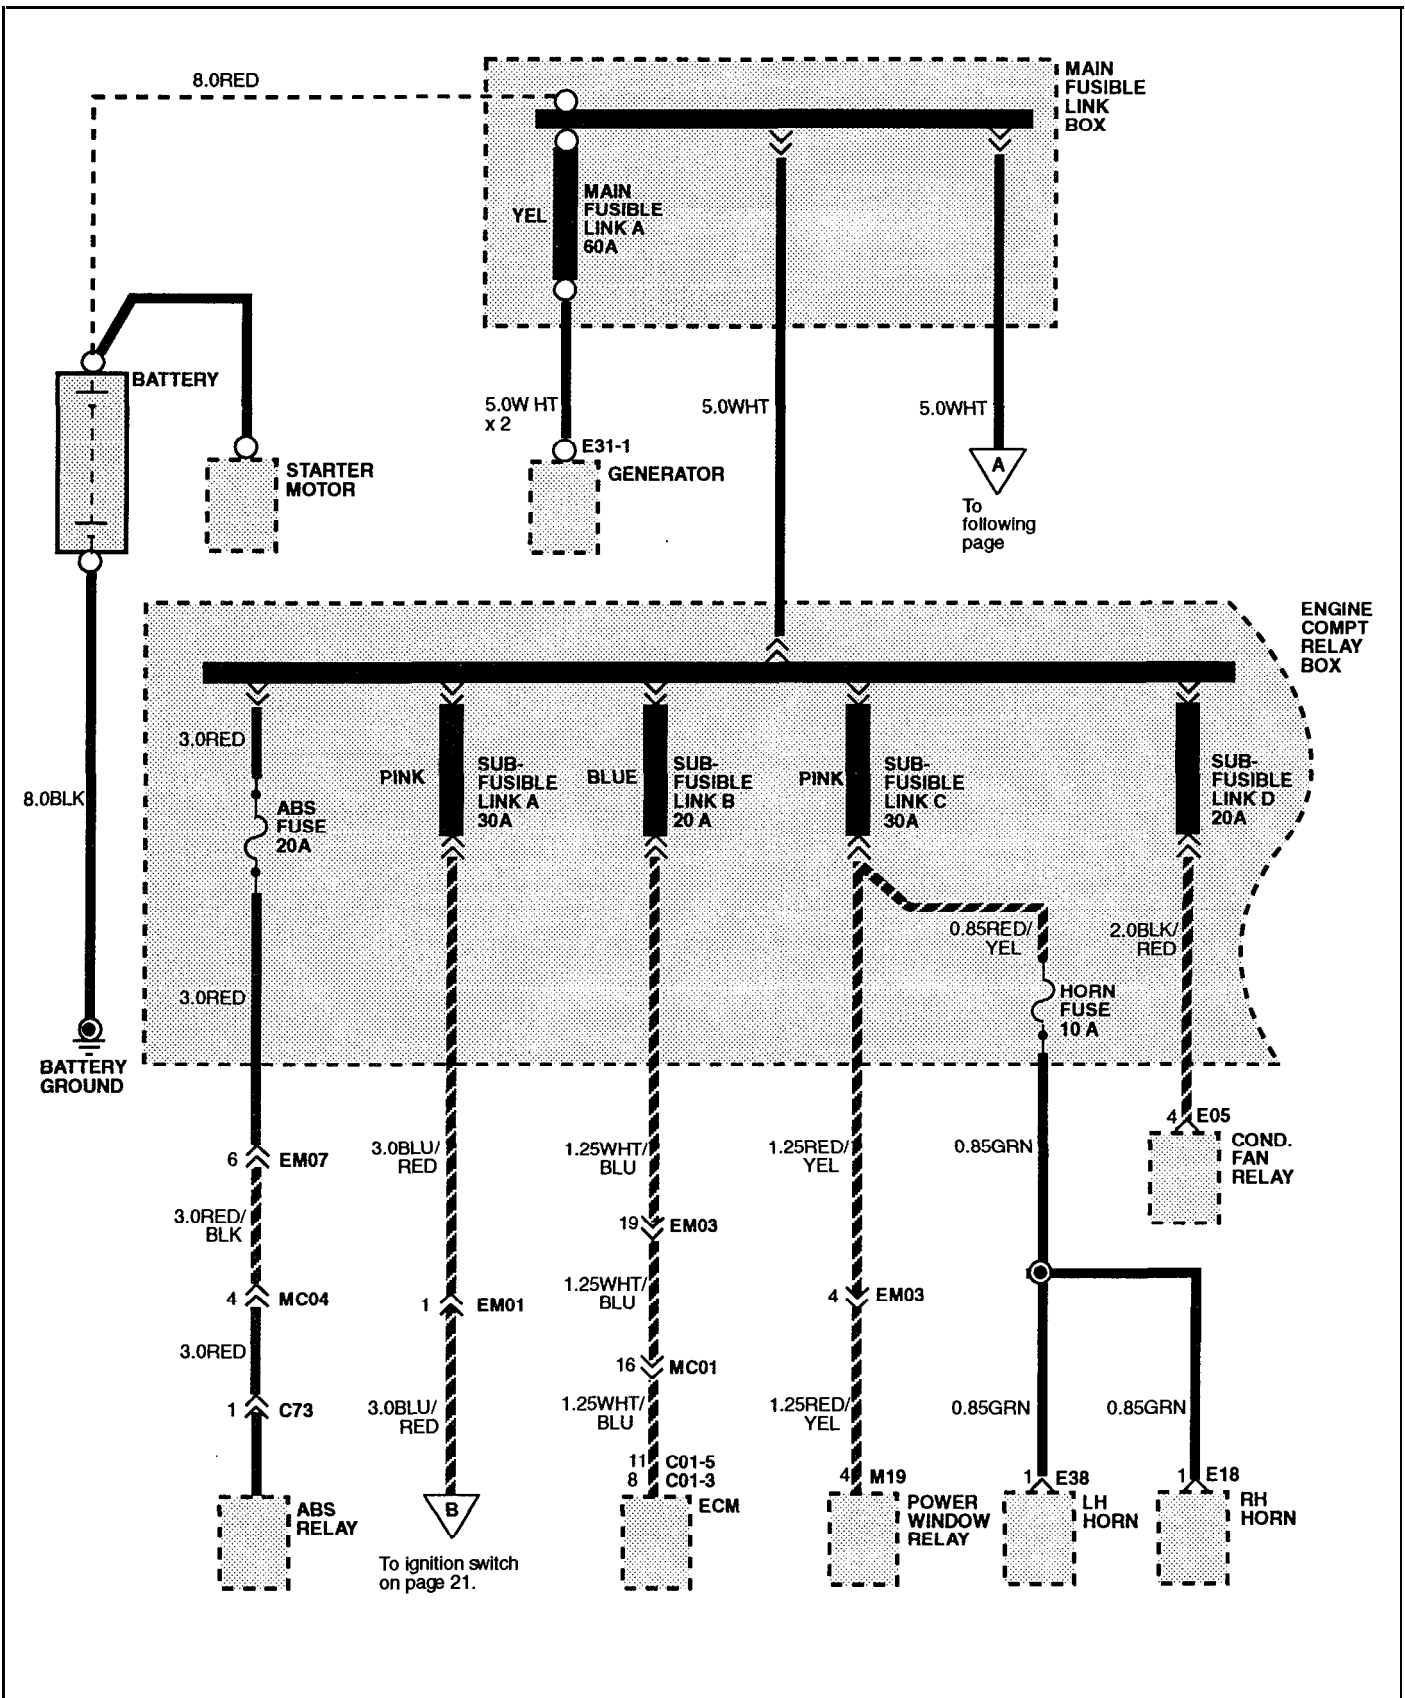 8.0RED
MAIN
FUSIBLE
LINK
BOX
YEL
MAIN
FUSIBLE
LINK A
60A
BATTERY
STARTER
MOTOR
5.0W HT
x 2
E31-1
GENERATOR
5.0WHT
5.0WHT
A
To
following
page
ENGINE
COMPT
RELAY
BOX
8.0BLK
BATTERY
GROUND
3.0RED
ABS
FUSE
20A
3.0RED
PINK
SUB-
FUSIBLE
LINK A
30A
BLUE
SUB-
FUSIBLE
LINK B
20 A
PINK
SUB-
FUSIBLE
LINK C
30A
SUB-
FUSIBLE
LINK D
20A
0.85RED/
YEL
HORN
FUSE
10 A
2.0BLK/
RED
6
EM07
3.0RED/
BLK
4
MC04
3.0RED
1
C73
ABS
RELAY
3.0BLU/
RED
1
EM01
3.0BLU/
RED
B
To ignition switch
on page 21.
1.25WHT/
BLU
19
EM03
1.25WHT/
BLU
16
MC01
1.25WHT/
BLU
11 C01-5
8 C01-3
ECM
1.25RED/
YEL
4
EM03
1.25RED/
YEL
4 M19
POWER
WINDOW
RELAY
0.85GRN
4 E05
COND.
FAN
RELAY
0.85GRN
0.85GRN
1 E38
LH
HORN
1 E18
RH
HORN